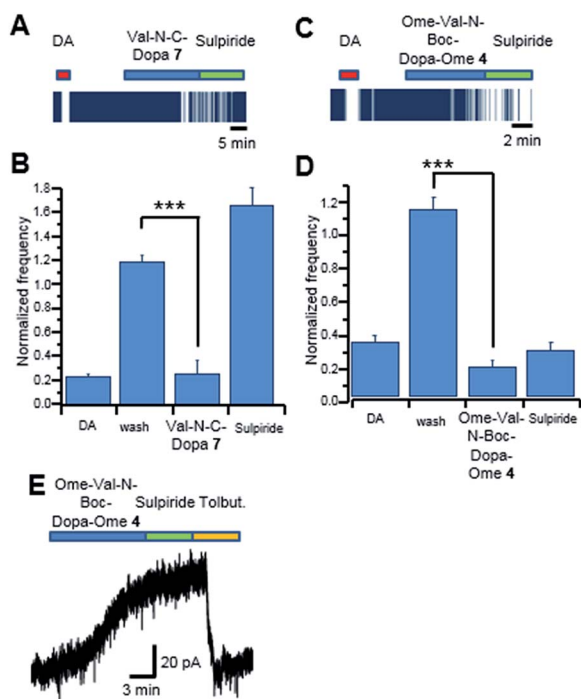 A
DA
Val-N-C-
Dopa 7
Sulpiride
5 min
B
***
Normalized frequency
1.8
1.6
1.4
1.2
1.0
0.8
0.6
0.4
0.2
0.0
DA
wash
Val-N-C-
Dopa 7
Sulpiride
C
DA
Ome-Val-N-
Boc-
Dopa-Ome 4
Sulpiride
2 min
D
***
Normalized frequency
1.2
1.0
0.8
0.6
0.4
0.2
0.0
DA
wash
Ome-Val-
N-Boc-
Dopa-
Ome 4
Sulpiride
E
Ome-Val-N-
Boc-
Dopa-Ome 4
Sulpiride Tolbut.
20 pA
3 min